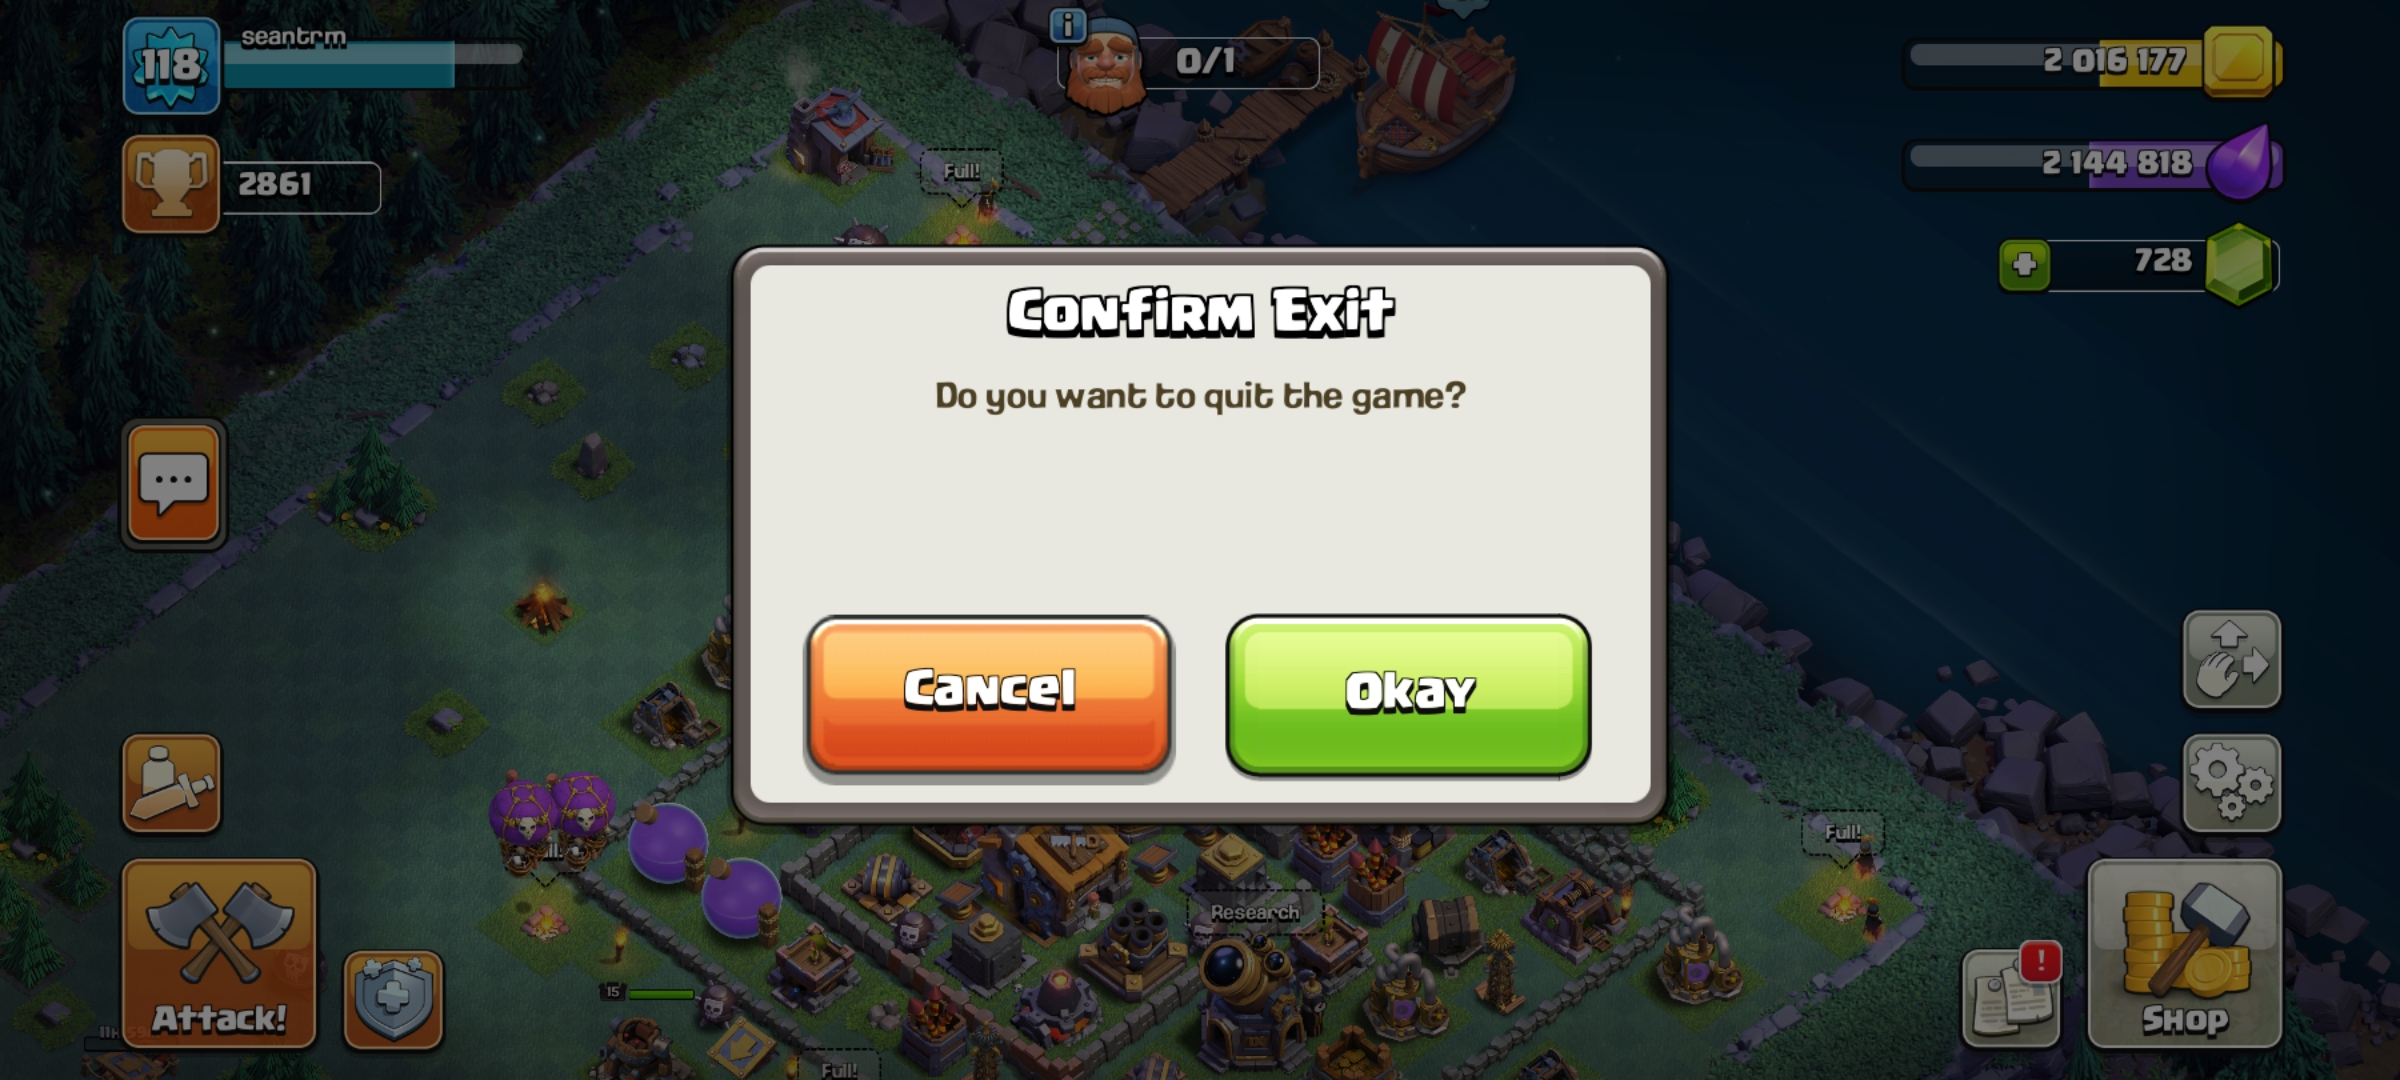 118
seantrm
0/1
2 016 177
2861
Full!
2 144 818
728
Confirm Exit
Do you want to quit the game?
Cancel
Okay
Full!
Research
15
Attack!
!
Shop
Full!